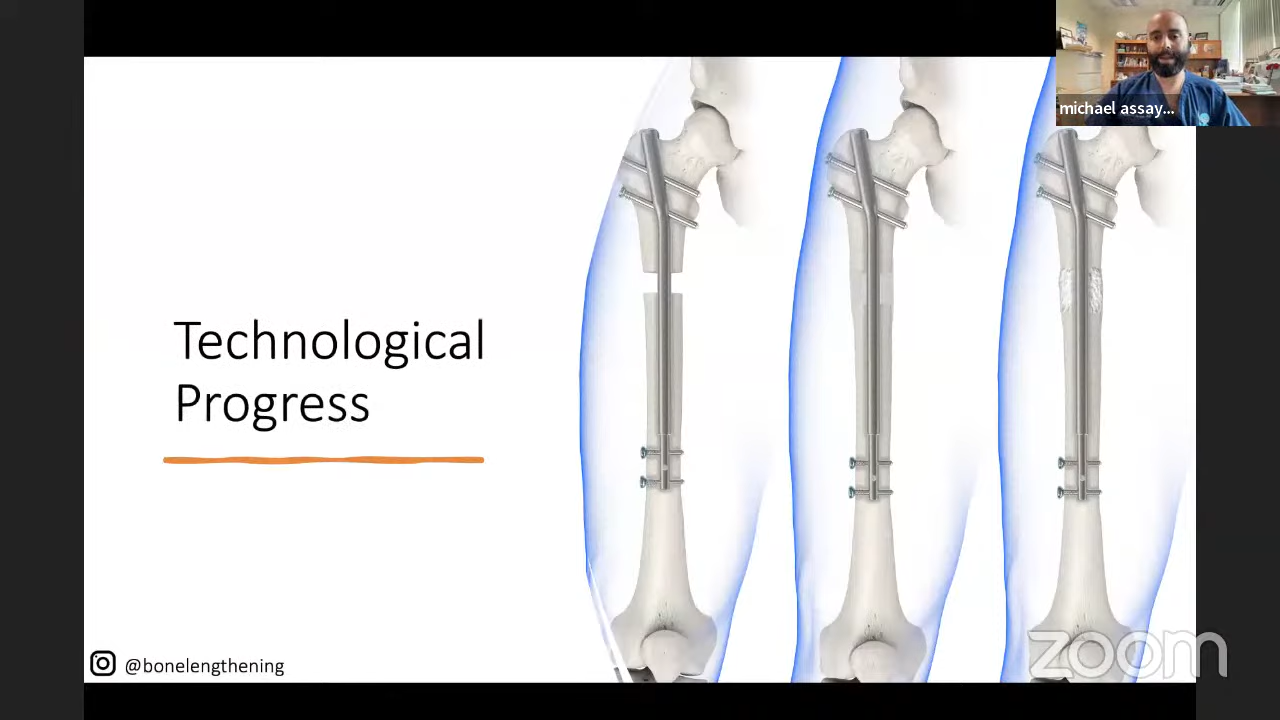 michael assay...
Technological
Progress
@bonelengthening
zoom